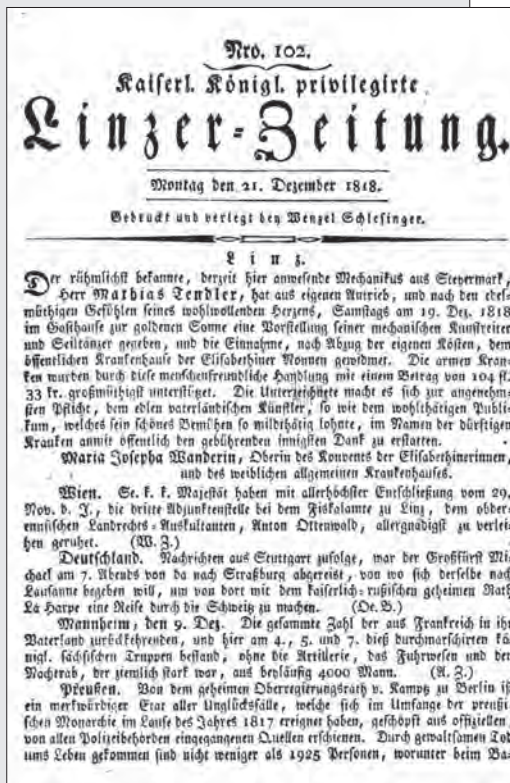 Nro. 102.
Kaiserl. Königl. privilegirte
Linzer-Zeitung.
Montag den 21. Dezember 1818.
Gedruckt und verlegt bey Wenzel Schlesinger.
Linz.
Der rühmlichst bekannte, derzeit hier anwesende Mechanikus aus Steyermark,
Herr Mathias Tendler, hat aus eigenen Antrieb, und nach den edel-
müthigen Gefühlen seines wohlwollenden Herzens, Samstags am 19. Dez. 1818
im Gasthause zur goldenen Sonne eine Vorstellung seiner mechanischen Kunstreiter
und Seiltänzer gegeben, und die Einnahme, nach Abzug der eigenen Kösten, dem
öffentlichen Krankenhause der Elisabethiner Nonnen gewidmet. Die armen Kran-
ken wurden durch diese menschenfreundliche Handlung mit einem Betrag von 104 fl.
33 kr. großmüthigst unterstüzet. Die Unterzeichnete macht es sich zur angenehm-
sten Pflicht, dem edlen vaterländischen Künstler, so wie dem wohlthätigen Publi-
kum, welches sein schönes Bemühen so mildthätig lohnte, im Namen der dürftigen
Kranken anmit öffentlich den gebührenden innigsten Dank zu erstatten.
Maria Josepha Wanderin, Oberin des Konvents der Elisabethinerinnen,
und des weiblichen allgemeinen Krankenhauses.
Wien. Se. k. k. Majestät haben mit allerhöchster Entschließung vom 29.
Nov. d. J., die dritte Adjunktenstelle bei dem Fiskalamte zu Linz, dem obder-
ennsischen Landrechts-Auskultanten, Anton Ottenwald, allergnädigst zu verlei-
hen geruhet. (W. Z.)
Deutschland. Nachrichten aus Stuttgart zufolge, war der Großfürst Mi-
chael am 7. Abends von da nach Straßburg abgereist, von wo sich derselbe nach
Lausanne begeben will, um von dort mit dem kaiserlich-russischen geheimen Rath
La Harpe eine Reise durch die Schweiz zu machen. (Oe. B.)
Mannheim, den 9. Dez. Die gesammte Zahl der aus Frankreich in ihr
Vaterland zurückkehrenden, und hier am 4., 5. und 7. dieß durchmarschirten kö-
nigl. sächsischen Truppen bestand, ohne die Artillerie, das Fuhrwesen und den
Nachtrab, der ziemlich stark war, aus beyläufig 4000 Mann. (A. Z.)
Preußen. Von dem geheimen Oberregierungsrath v. Kamptz zu Berlin ist
ein merkwürdiger Etat aller Unglücksfälle, welche sich im Umfange der preußi-
schen Monarchie im Laufe des Jahres 1817 ereignet haben, geschöpft aus offiziellen
von allen Polizeibehörden eingegangenen Quellen erschienen. Durch gewaltsamen Tod
ums Leben gekommen sind nicht weniger als 1925 Personen, worunter beim Ba-